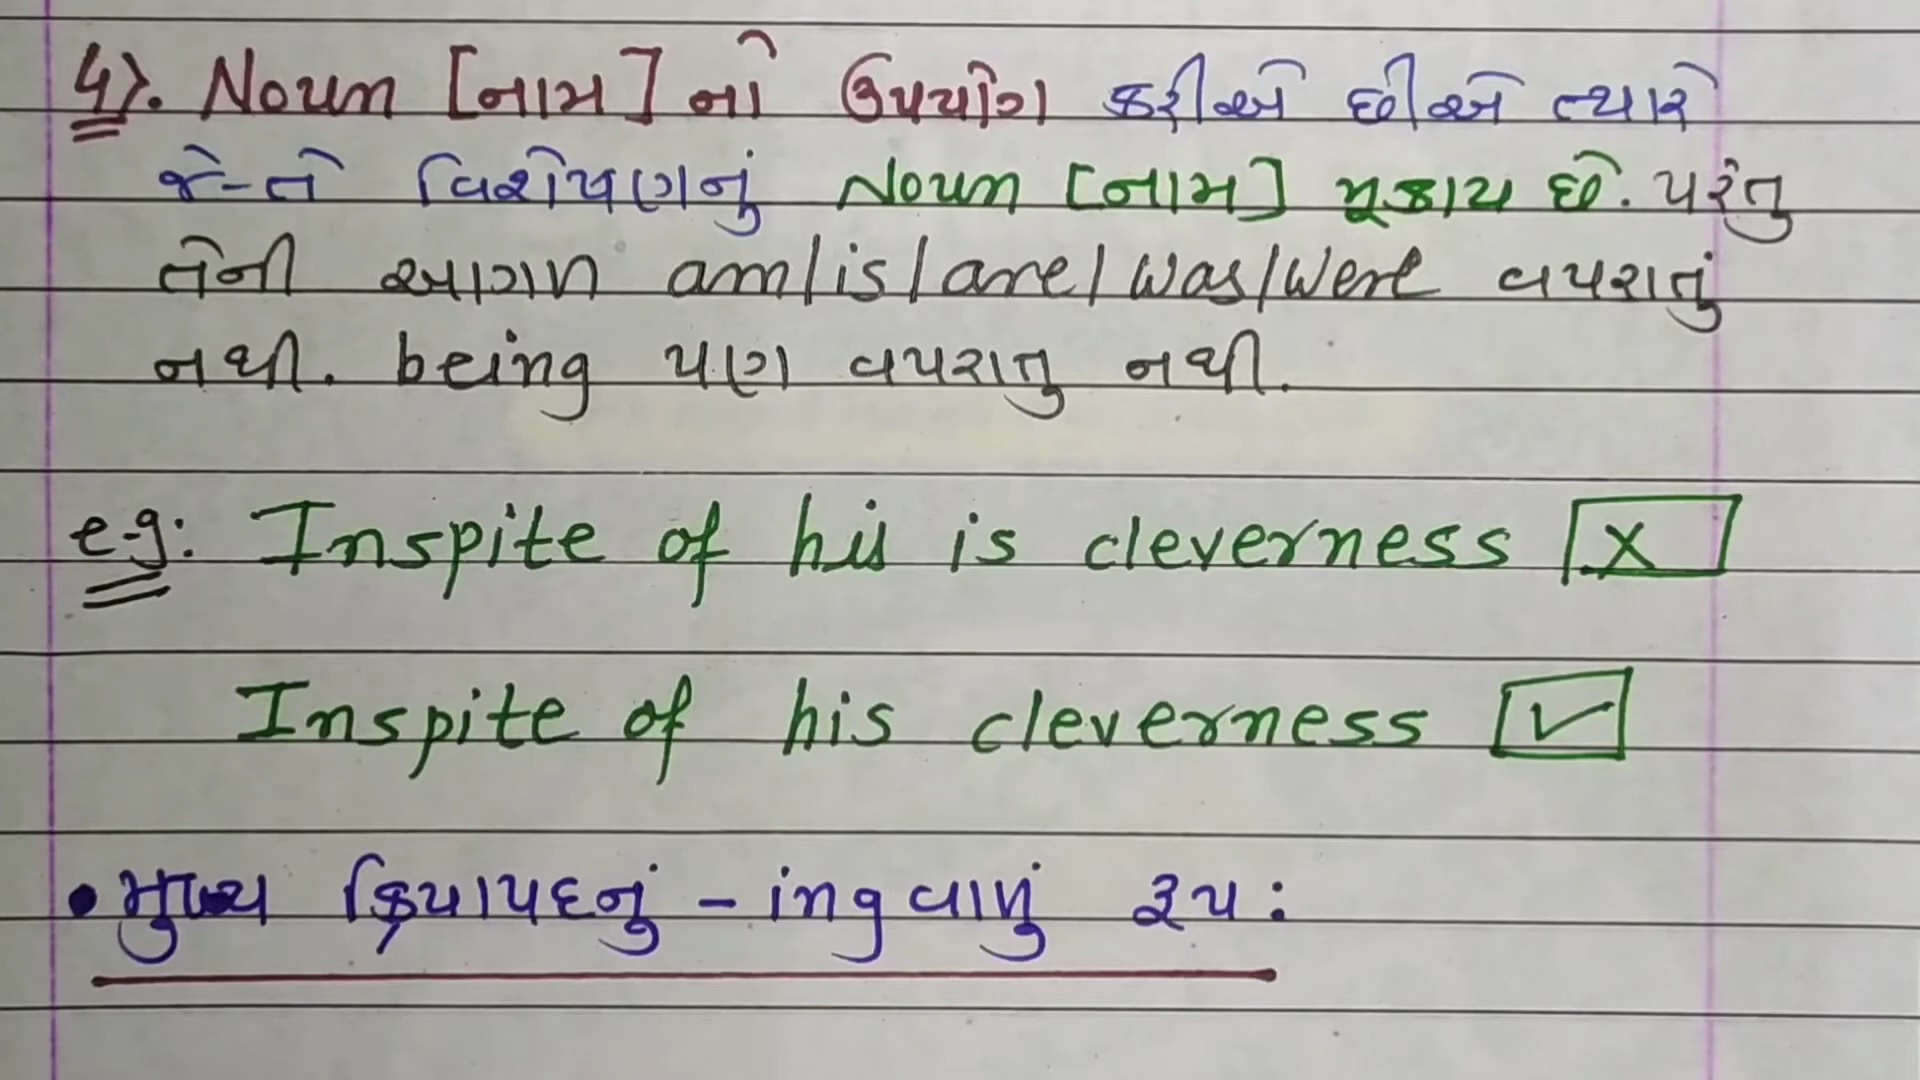 4). Noun [નામ] નો ઉપયોગ કરીએ છીએ ત્યારે
જે-તે વિશેષણનું Noun [નામ] મૂકાય છે. પરંતુ
તેની આગળ am/is/are/was/were વપરાતું
નથી. being પણ વપરાતુ નથી.
e.g: Inspite of his is cleverness [x]
Inspite of his cleverness [✓]
• મુખ્ય ક્રિયાપદનું - ing વાળું રૂપ :